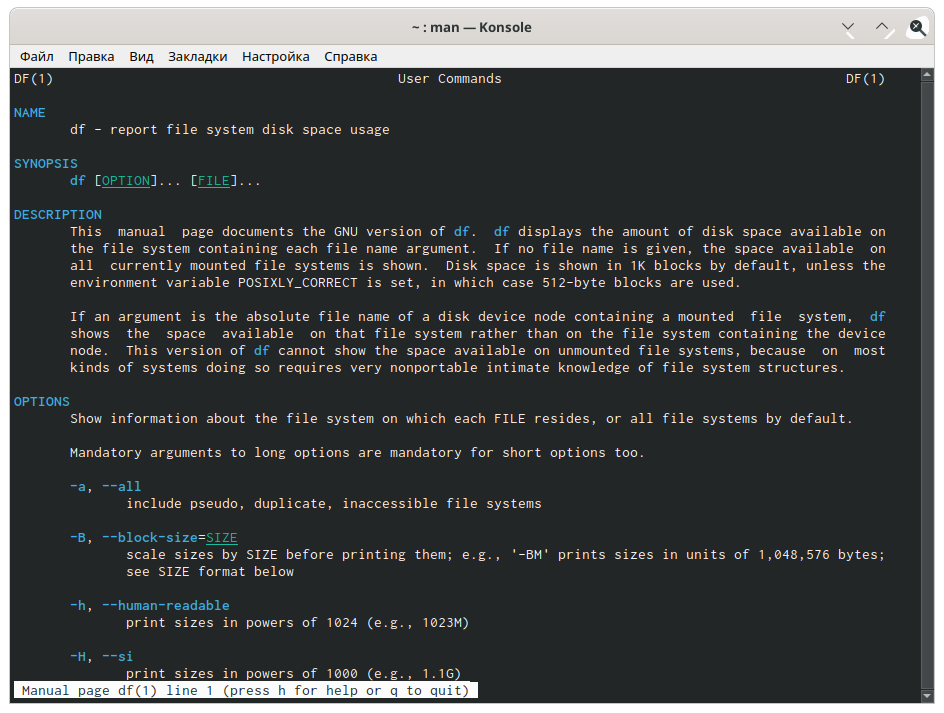 ~ : man — Konsole
Файл Правка Вид Закладки Настройка Справка
DF(1) User Commands DF(1)
NAME
df - report file system disk space usage
SYNOPSIS
df [OPTION]... [FILE]...
DESCRIPTION
This manual page documents the GNU version of df. df displays the amount of disk space available on
the file system containing each file name argument. If no file name is given, the space available on
all currently mounted file systems is shown. Disk space is shown in 1K blocks by default, unless the
environment variable POSIXLY_CORRECT is set, in which case 512-byte blocks are used.
If an argument is the absolute file name of a disk device node containing a mounted file system, df
shows the space available on that file system rather than on the file system containing the device
node. This version of df cannot show the space available on unmounted file systems, because on most
kinds of systems doing so requires very nonportable intimate knowledge of file system structures.
OPTIONS
Show information about the file system on which each FILE resides, or all file systems by default.
Mandatory arguments to long options are mandatory for short options too.
-a, --all
include pseudo, duplicate, inaccessible file systems
-B, --block-size=SIZE
scale sizes by SIZE before printing them; e.g., '-BM' prints sizes in units of 1,048,576 bytes;
see SIZE format below
-h, --human-readable
print sizes in powers of 1024 (e.g., 1023M)
-H, --si
print sizes in powers of 1000 (e.g., 1.1G)
Manual page df(1) line 1 (press h for help or q to quit)